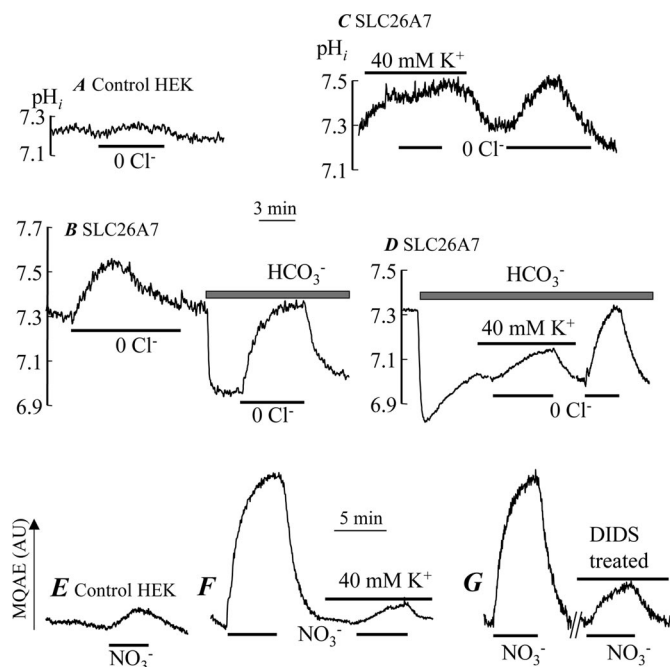 C SLC26A7
A Control HEK
pHi
40 mM K+
pHi
7.5
7.3
7.1
0 Cl-
7.3
7.1
0 Cl-
3 min
7.7
B SLC26A7
7.5
7.3
7.1
6.9
HCO3-
0 Cl-
D SLC26A7
7.5
7.3
7.1
6.9
HCO3-
40 mM K+
0 Cl-
MQAE (AU)
E Control HEK
NO3-
F
5 min
40 mM K+
NO3-
G
DIDS
treated
NO3-